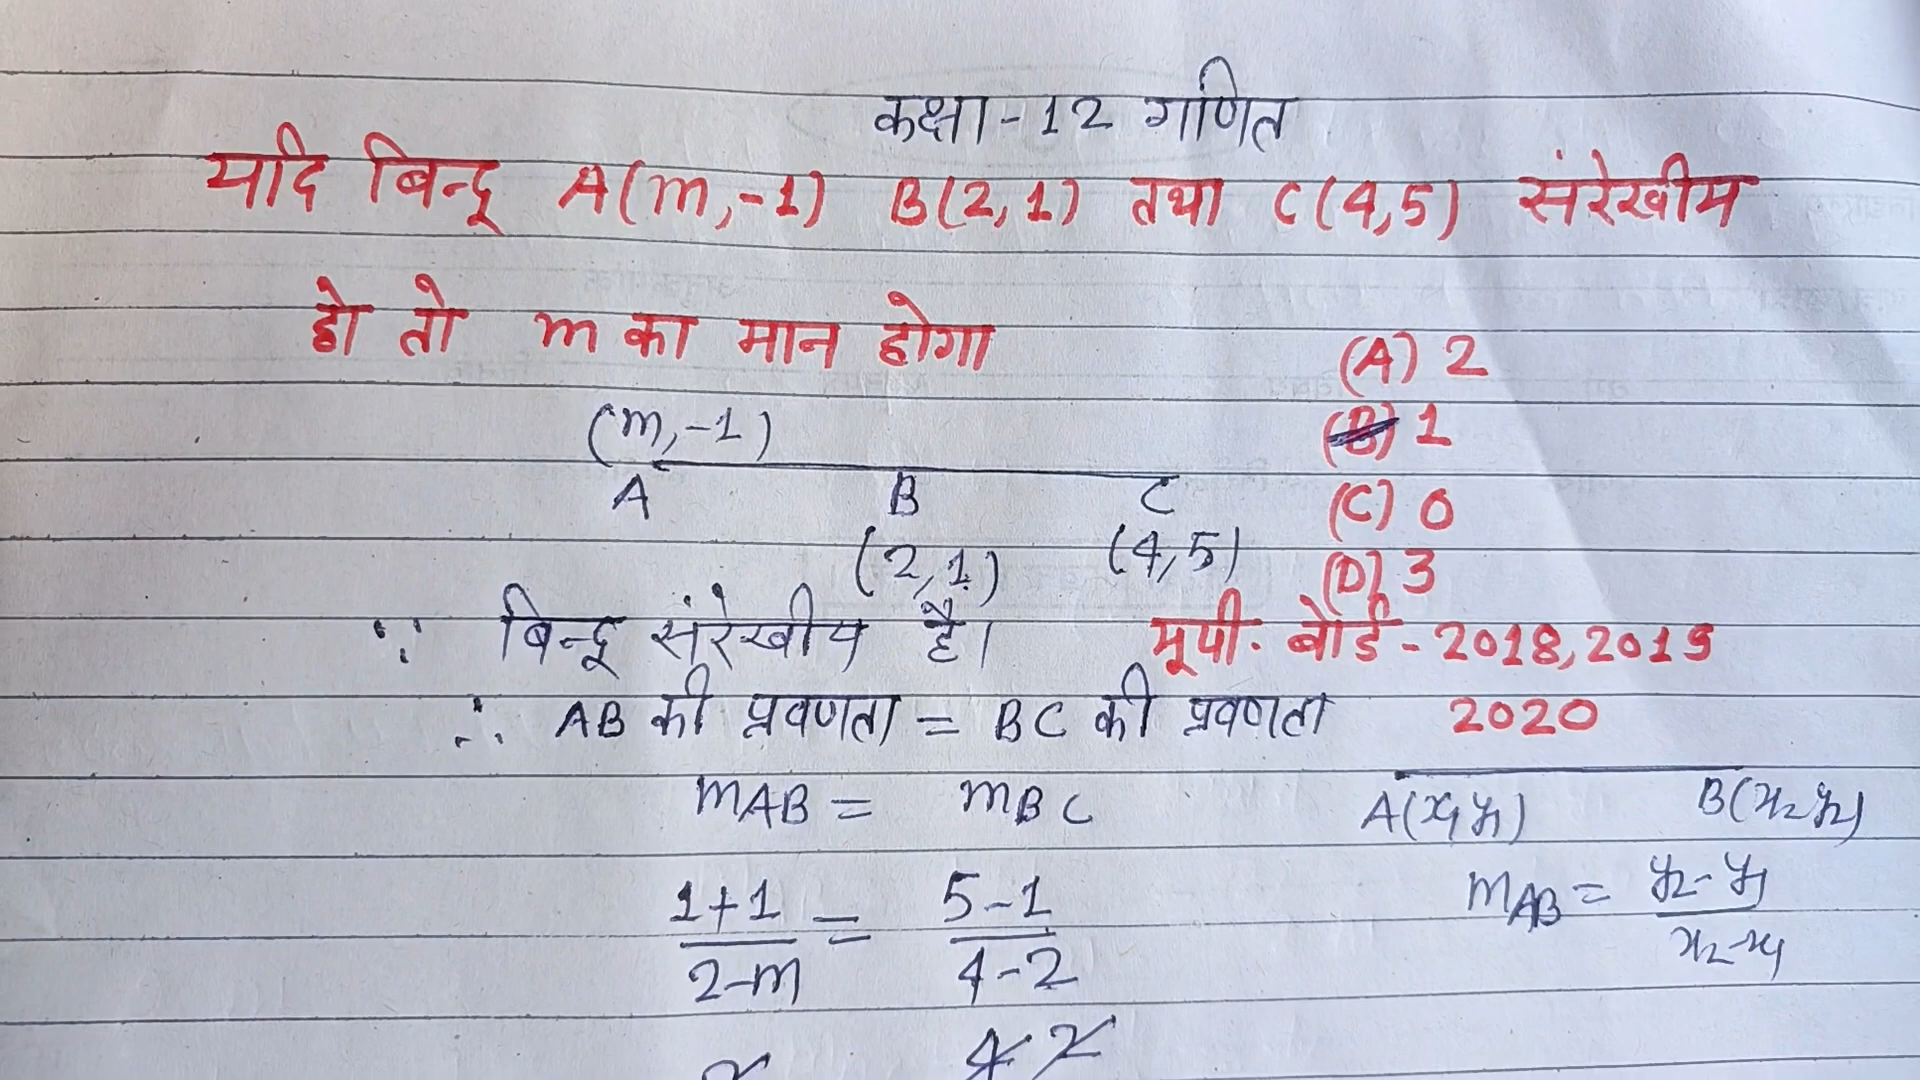 कक्षा - 12 गणित
यदि बिन्दू A(m,-1) B(2,1) तथा C(4,5) संरेखीय
हो तो m का मान होगा
(A) 2
(B) 1
(C) 0
(D) 3
(m,-1)
A B C
(2,1) (4,5)
∵ बिन्दू संरेखीय है।
यूपी. बोर्ड - 2018, 2019
2020
∴ AB की प्रवणता = BC की प्रवणता
mAB = mBC
A(x₁y₁) B(x₂y₂)
1+1/2-m = 5-1/4-2
mAB = y₂-y₁/x₂-x₁
4 2